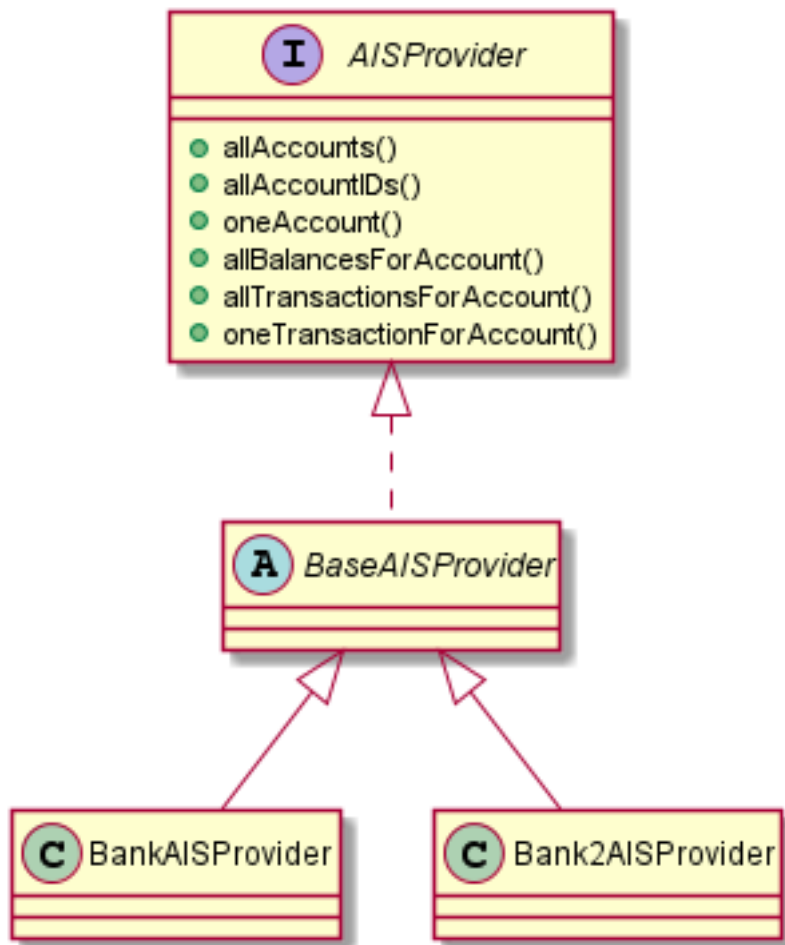 I AISProvider
allAccounts()
allAccountIDs()
oneAccount()
allBalancesForAccount()
allTransactionsForAccount()
oneTransactionForAccount()
A BaseAISProvider
C BankAISProvider
C Bank2AISProvider